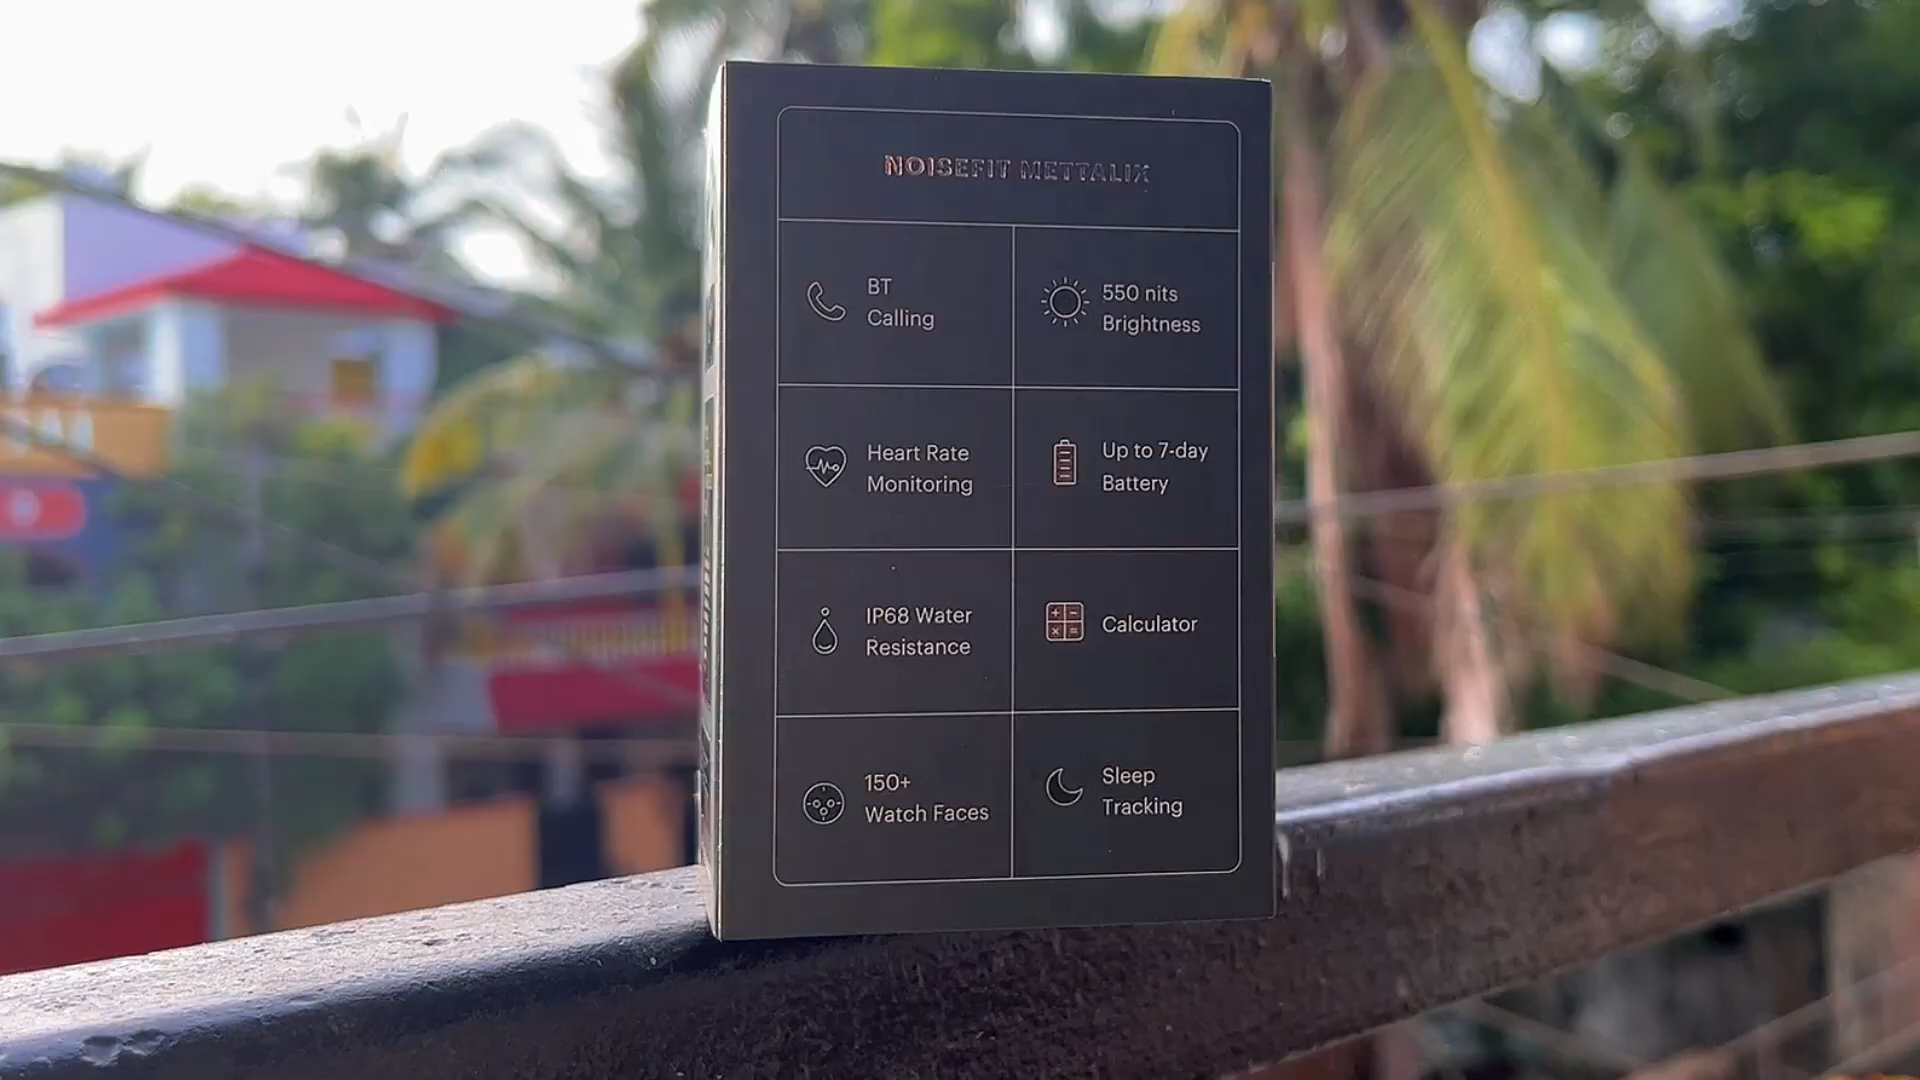 NOISEFIT METTALIX
BT
Calling
550 nits
Brightness
Heart Rate
Monitoring
Up to 7-day
Battery
IP68 Water
Resistance
Calculator
150+
Watch Faces
Sleep
Tracking